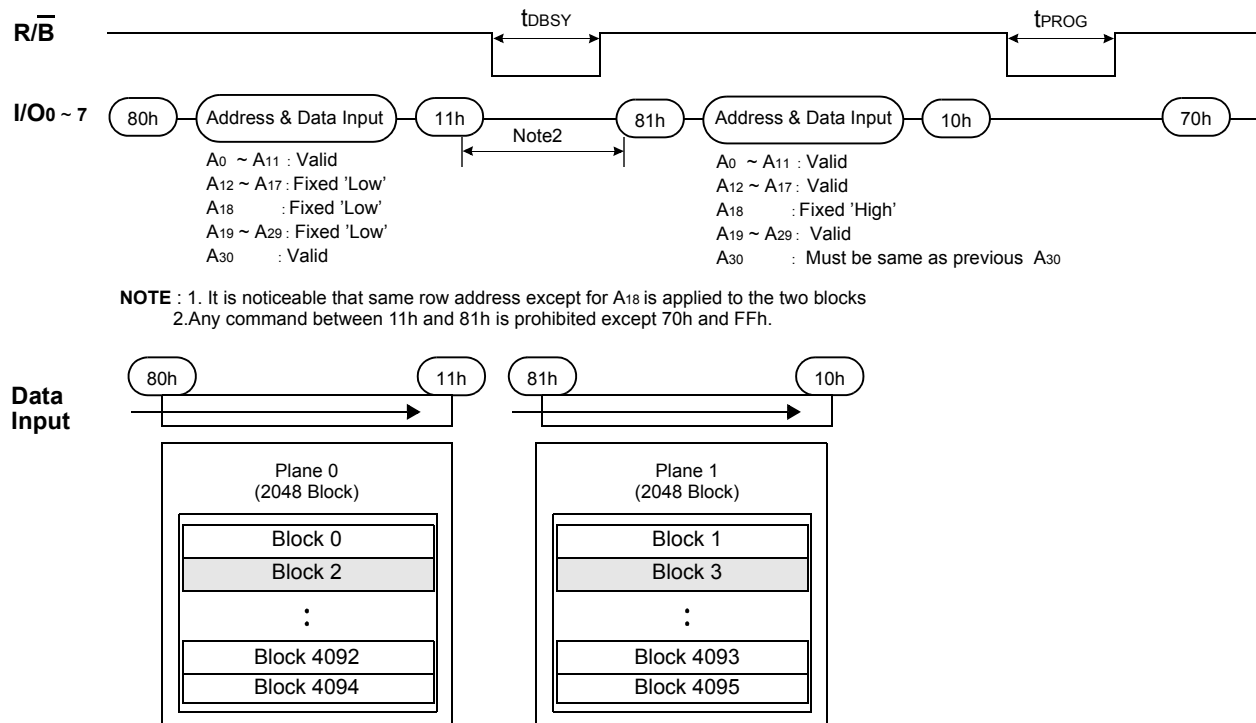 tDBSY
tPROG
R/B
I/O0 ~ 7
80h
Address & Data Input
11h
81h
Address & Data Input
10h
70h
Note2
A0 ~ A11 : Valid
A12 ~ A17 : Fixed 'Low'
A18 : Fixed 'Low'
A19 ~ A29 : Fixed 'Low'
A30 : Valid
A0 ~ A11 : Valid
A12 ~ A17 : Valid
A18 : Fixed 'High'
A19 ~ A29 : Valid
A30 : Must be same as previous A30
NOTE : 1. It is noticeable that same row address except for A18 is applied to the two blocks
2.Any command between 11h and 81h is prohibited except 70h and FFh.
80h
11h
81h
10h
Data
Input
Plane 0
(2048 Block)
Block 0
Block 2
:
Block 4092
Block 4094
Plane 1
(2048 Block)
Block 1
Block 3
:
Block 4093
Block 4095